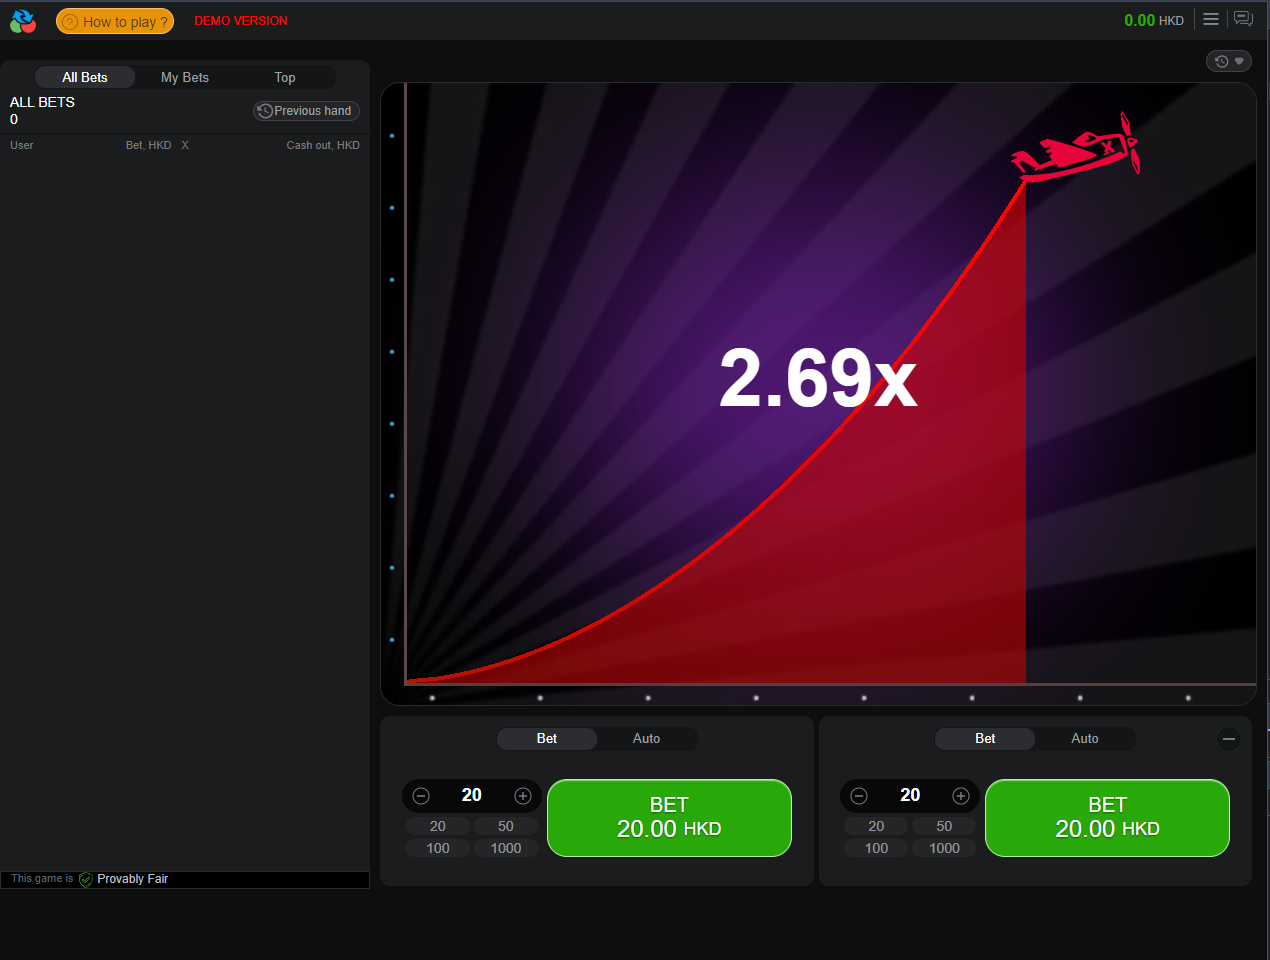 How to play ?
DEMO VERSION
0.00 HKD
All Bets
My Bets
Top
ALL BETS
0
Previous hand
User
Bet, HKD
X
Cash out, HKD
2.69x
This game is
Provably Fair
Bet
Auto
20
20
50
100
1000
BET
20.00 HKD
Bet
Auto
20
20
50
100
1000
BET
20.00 HKD